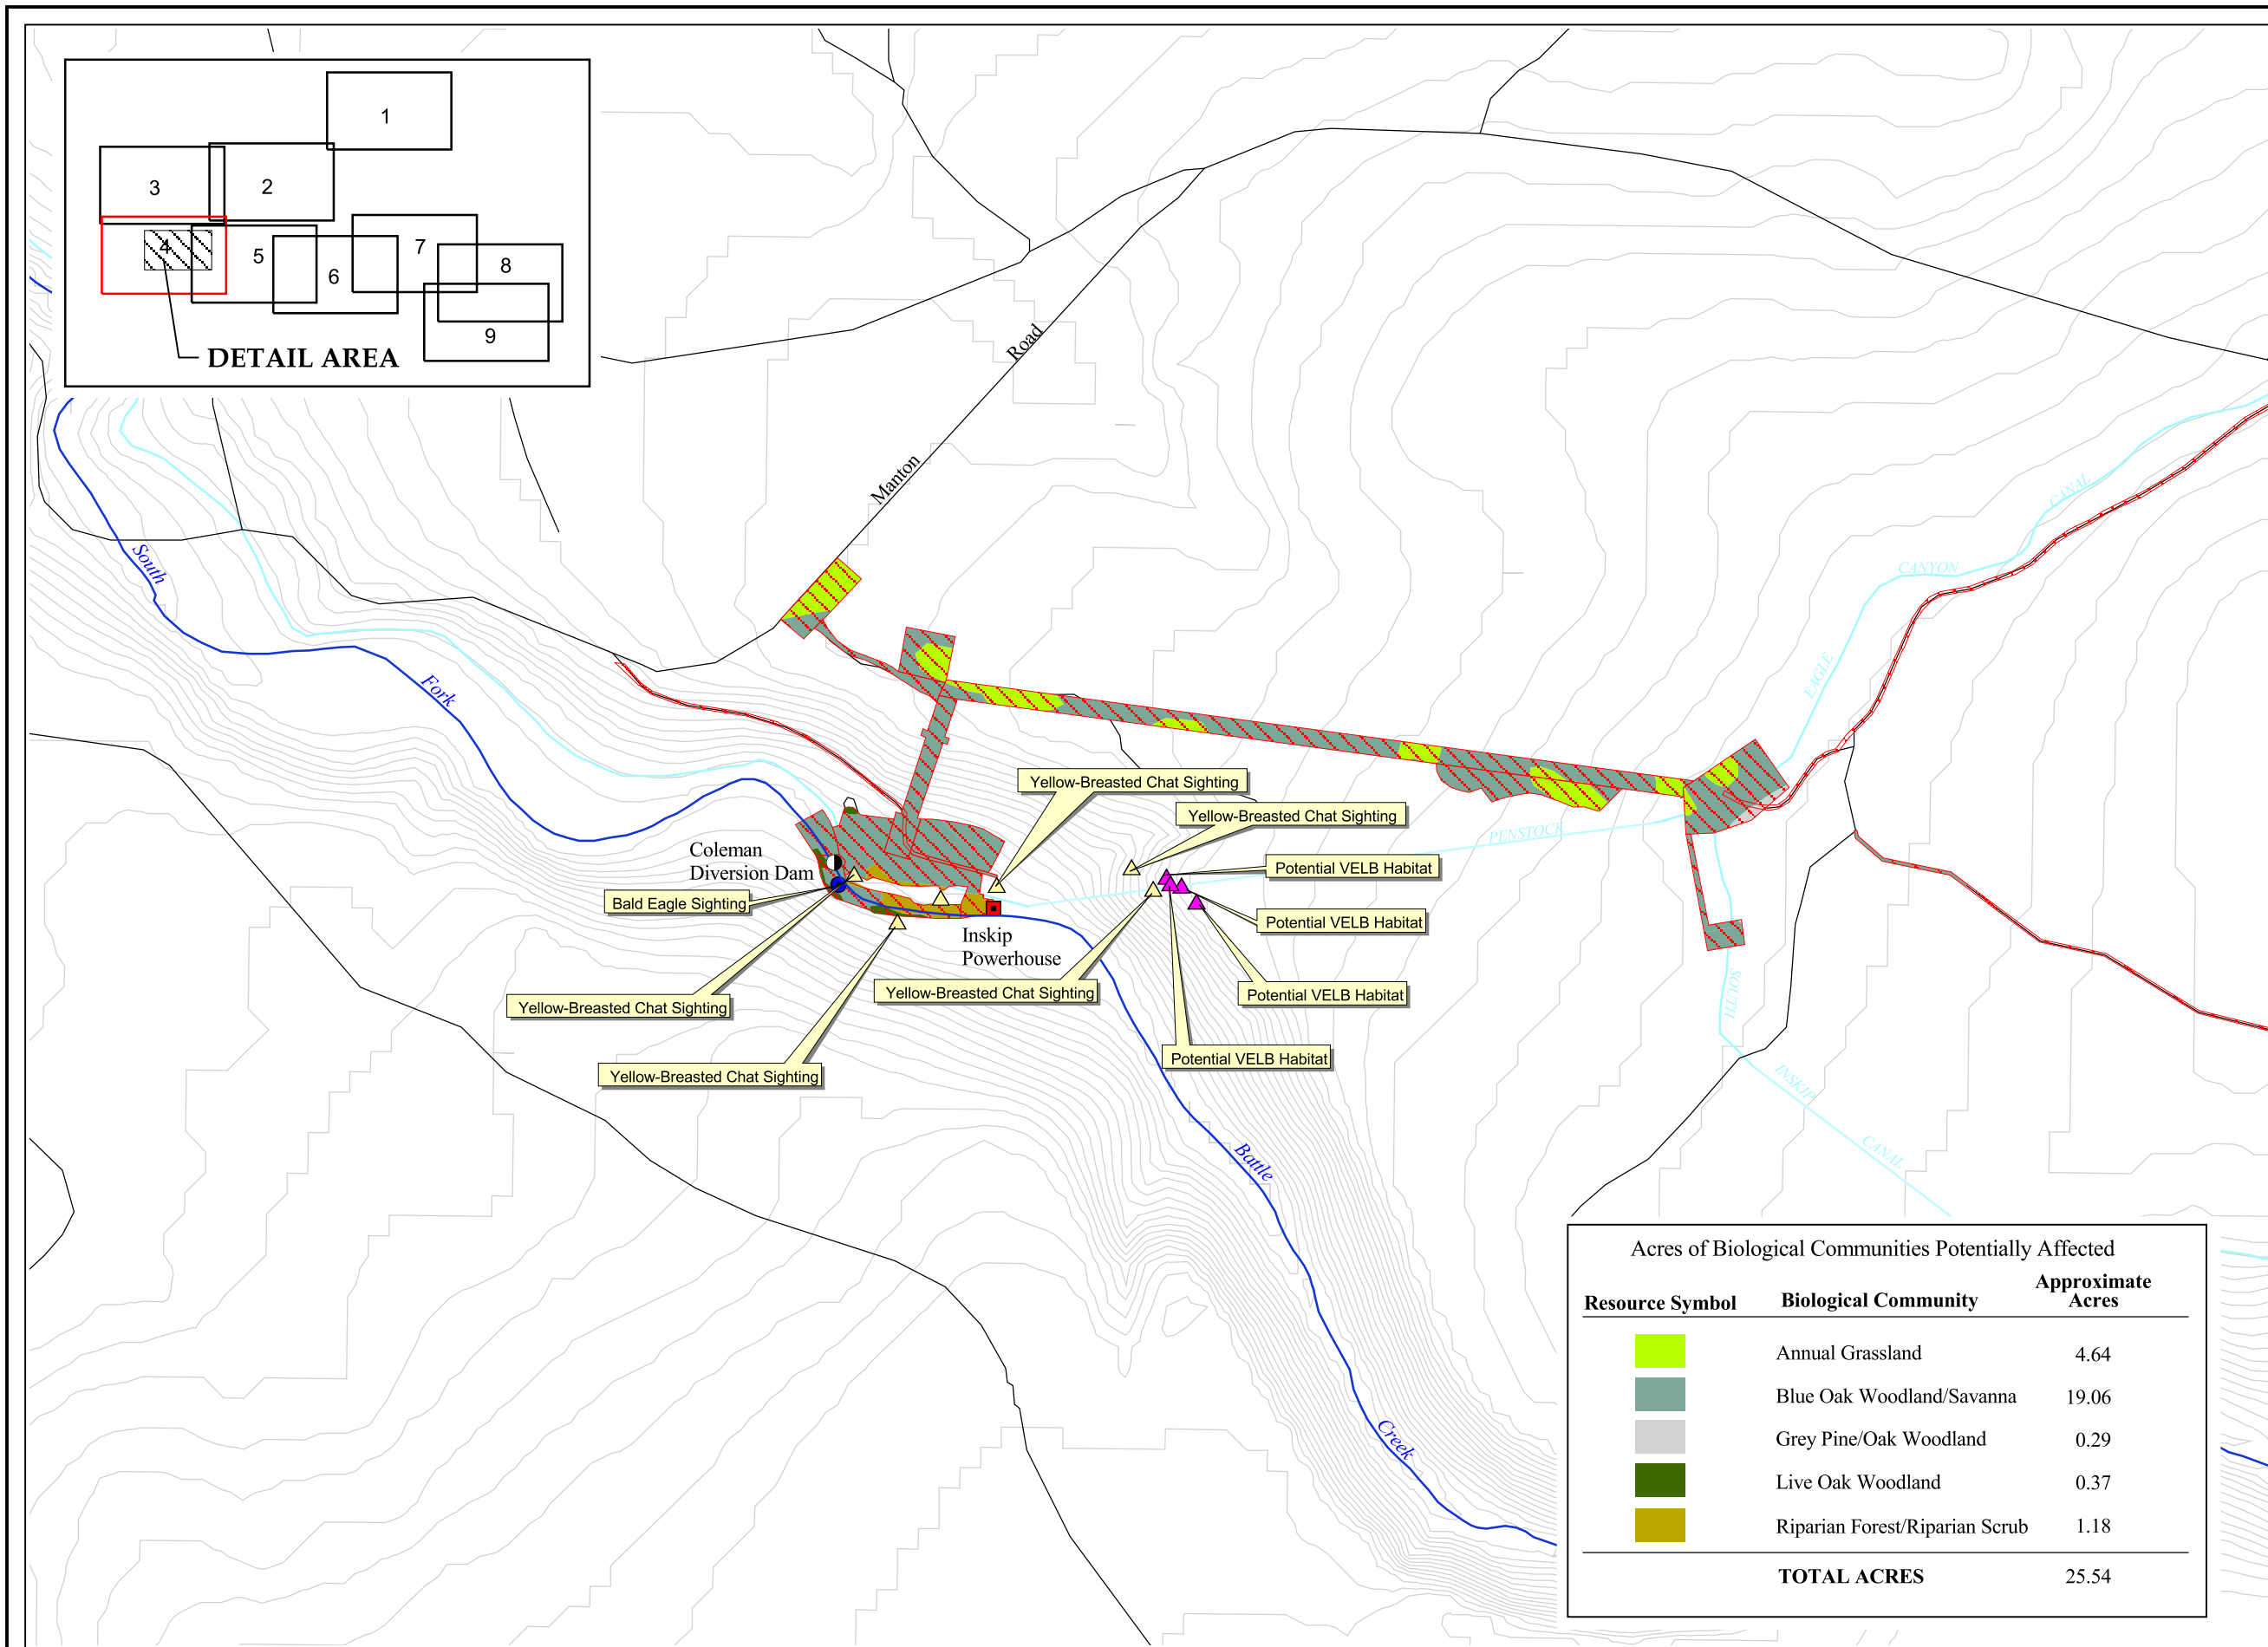 1
3
2
4
5
7
8
6
9
DETAIL AREA
Road
Manton
South
Fork
CANAL
CANYON
EAGLE
Yellow-Breasted Chat Sighting
Yellow-Breasted Chat Sighting
PENSTOCK
Coleman
Diversion Dam
Potential VELB Habitat
Bald Eagle Sighting
Potential VELB Habitat
Inskip
Powerhouse
Yellow-Breasted Chat Sighting
Potential VELB Habitat
Yellow-Breasted Chat Sighting
SOUTH
Potential VELB Habitat
Yellow-Breasted Chat Sighting
INSKIP
CANAL
Battle
Creek
Acres of Biological Communities Potentially Affected
Resource Symbol Biological Community Approximate Acres
Annual Grassland 4.64
Blue Oak Woodland/Savanna 19.06
Grey Pine/Oak Woodland 0.29
Live Oak Woodland 0.37
Riparian Forest/Riparian Scrub 1.18
TOTAL ACRES 25.54